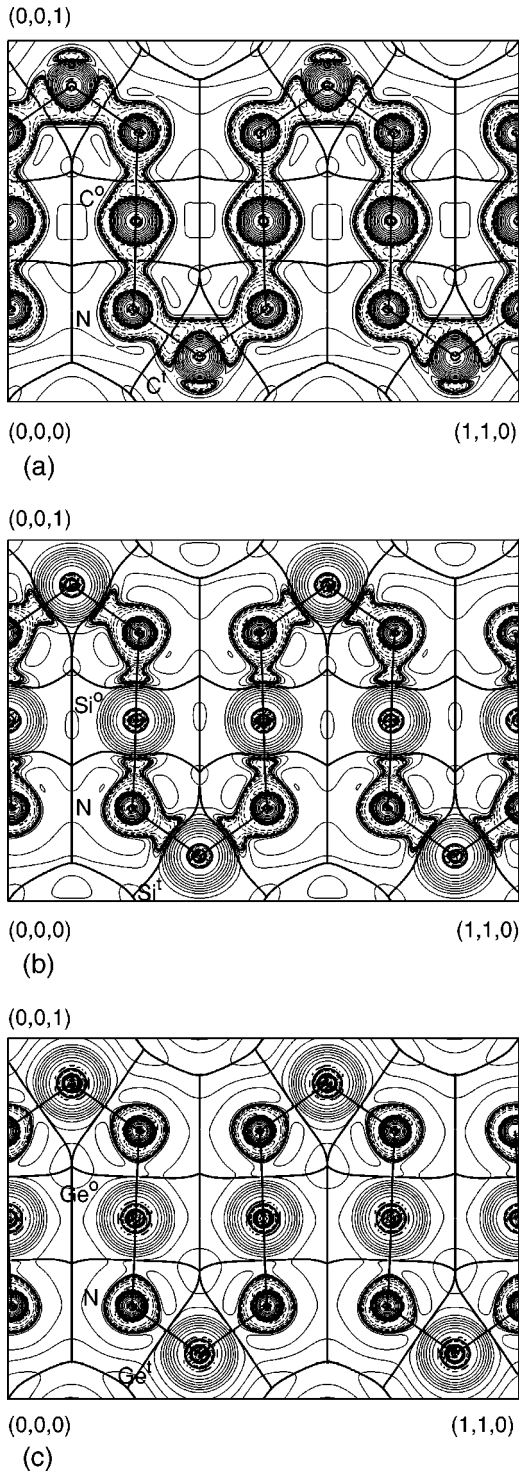 (0,0,1)
Cᵒ
N
Cᵗ
(0,0,0) (1,1,0)
(a)
(0,0,1)
Siᵒ
N
Siᵗ
(0,0,0) (1,1,0)
(b)
(0,0,1)
Geᵒ
N
Geᵗ
(0,0,0) (1,1,0)
(c)